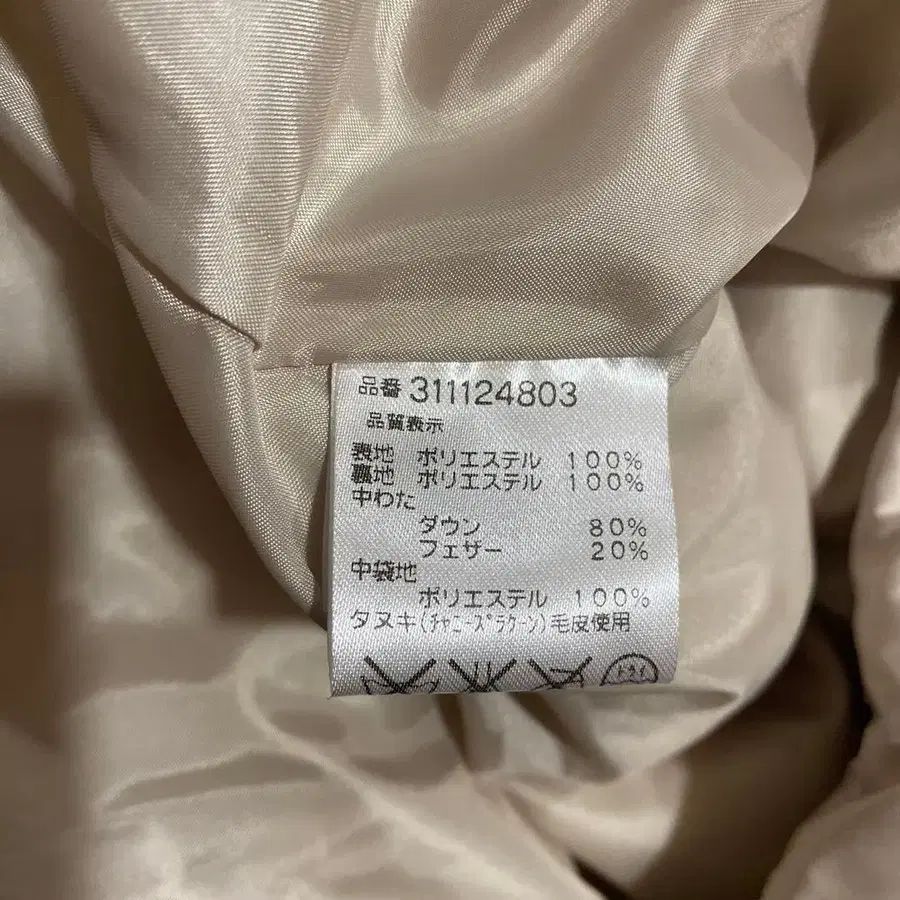 品番 311124803
品質表示
表地 ポリエステル 100%
裏地 ポリエステル 100%
中わた
ダウン 80%
フェザー 20%
中袋地
ポリエステル 100%
タヌキ(チャニーズラクーン)毛皮使用